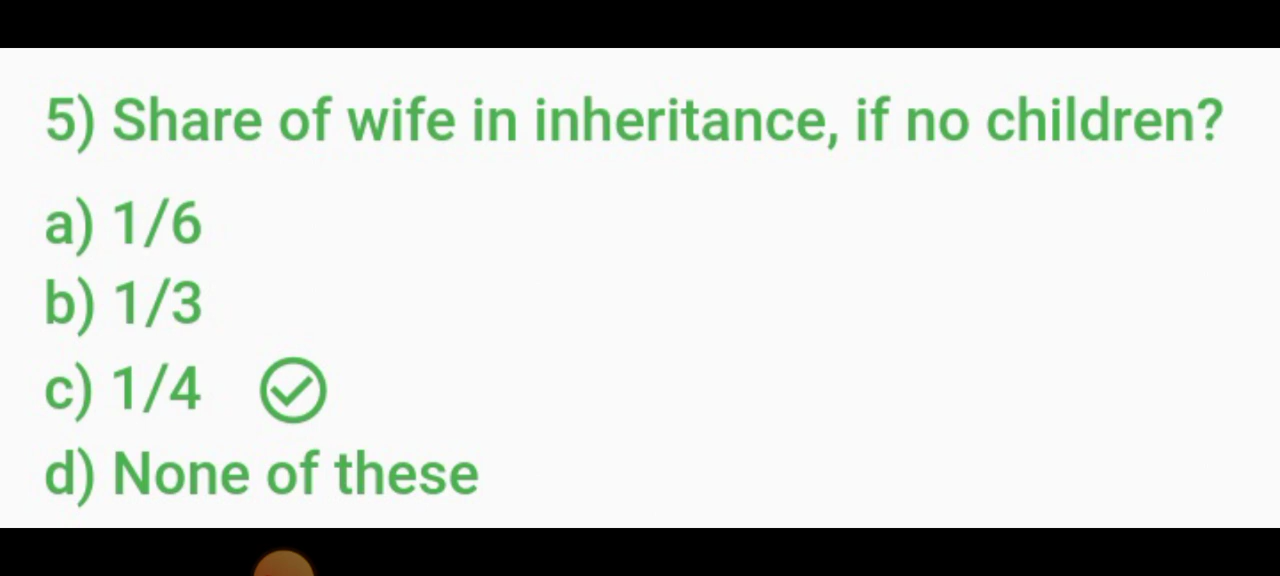 5) Share of wife in inheritance, if no children?
a) 1/6
b) 1/3
c) 1/4
d) None of these